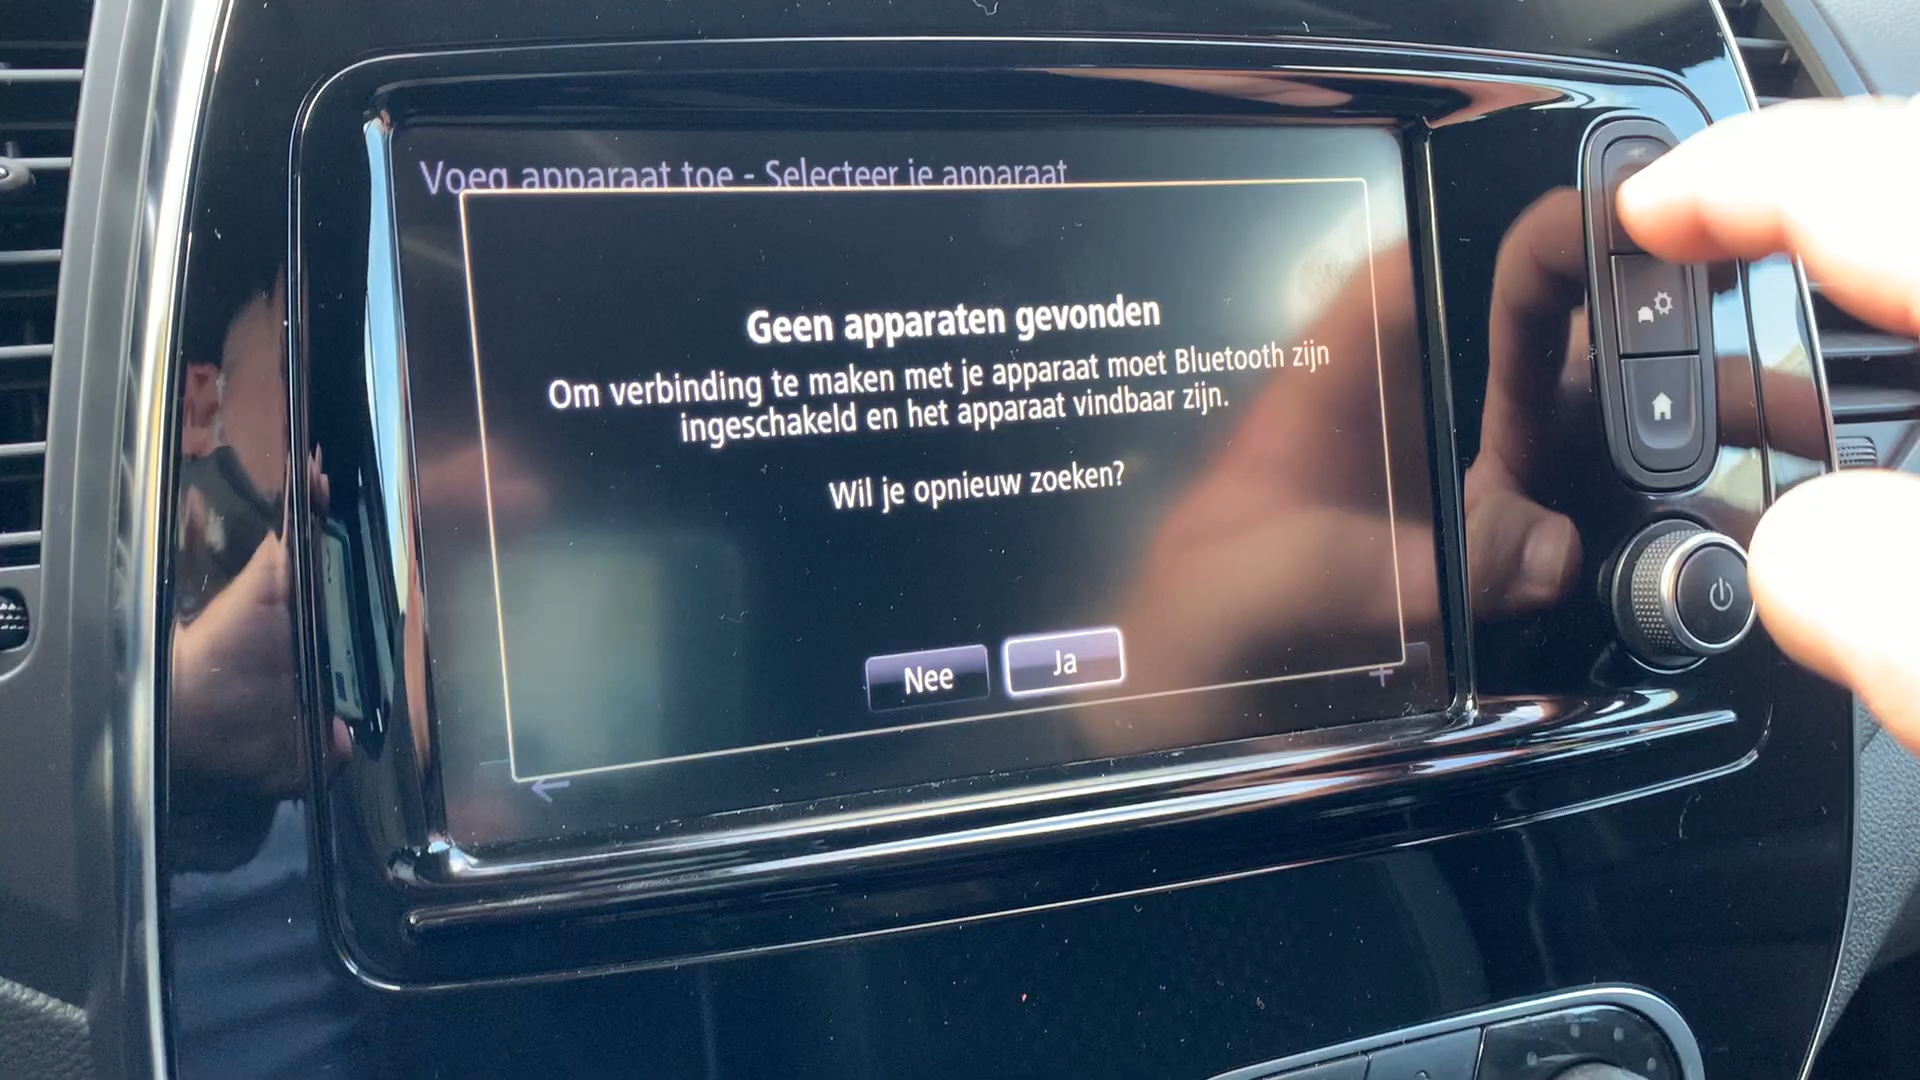 Voeg apparaat toe - Selecteer je apparaat
Geen apparaten gevonden
Om verbinding te maken met je apparaat moet Bluetooth zijn
ingeschakeld en het apparaat vindbaar zijn.
Wil je opnieuw zoeken?
Nee
Ja